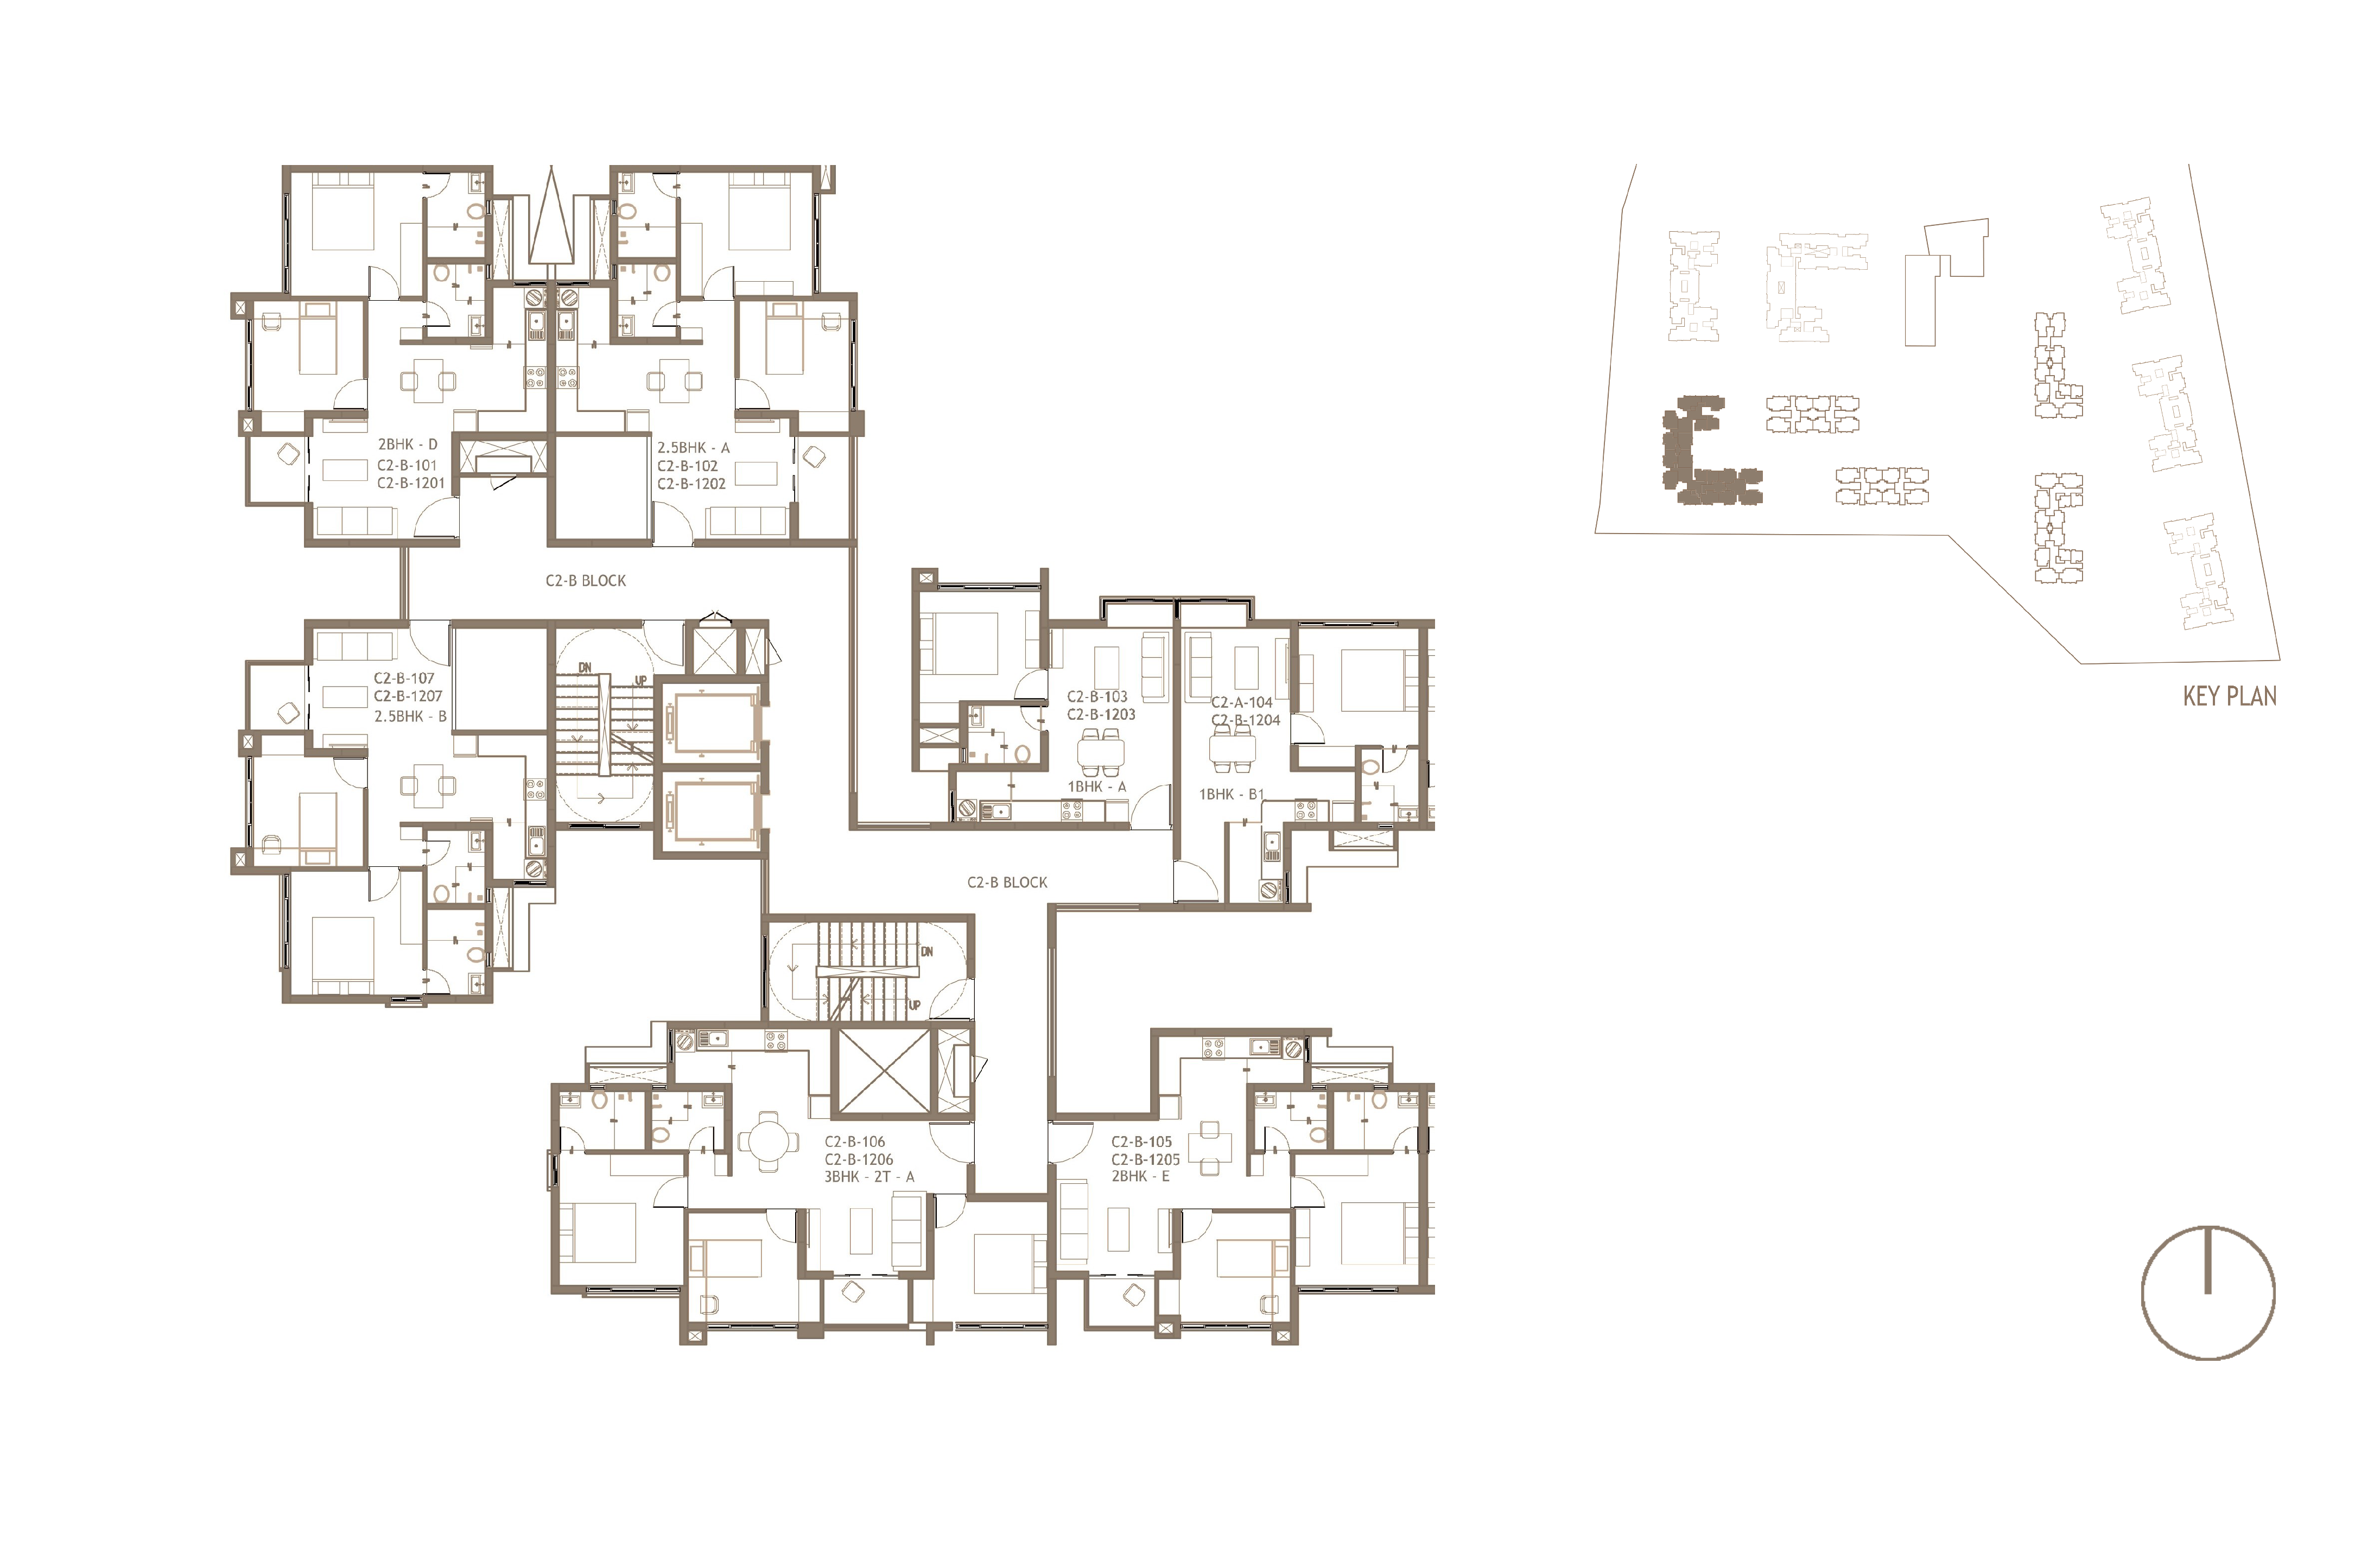 2BHK - D
C2-B-101
C2-B-1201
2.5BHK - A
C2-B-102
C2-B-1202
C2-B BLOCK
C2-B-107
C2-B-1207
2.5BHK - B
DN
UP
C2-B-103
C2-B-1203
1BHK - A
C2-A-104
C2-B-1204
1BHK - B1
KEY PLAN
C2-B BLOCK
DN
UP
C2-B-106
C2-B-1206
3BHK - 2T - A
C2-B-105
C2-B-1205
2BHK - E